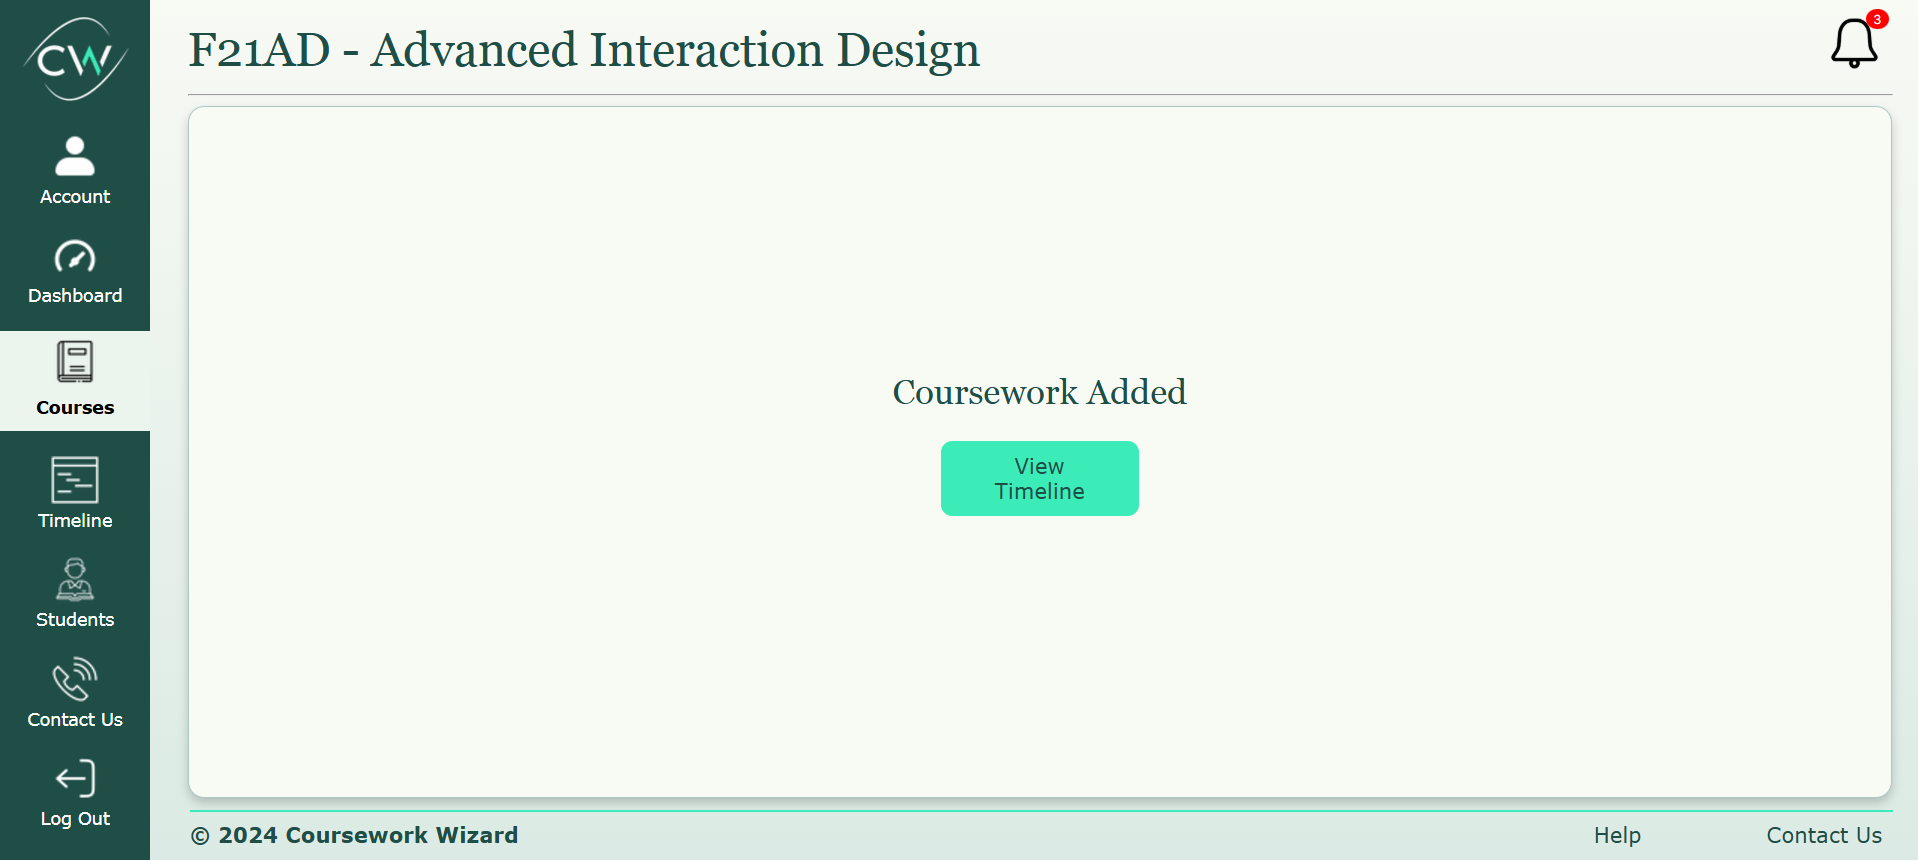 CW
F21AD - Advanced Interaction Design
3
Account
Dashboard
Courses
Timeline
Students
Contact Us
Log Out
Coursework Added
View
Timeline
© 2024 Coursework Wizard
Help
Contact Us